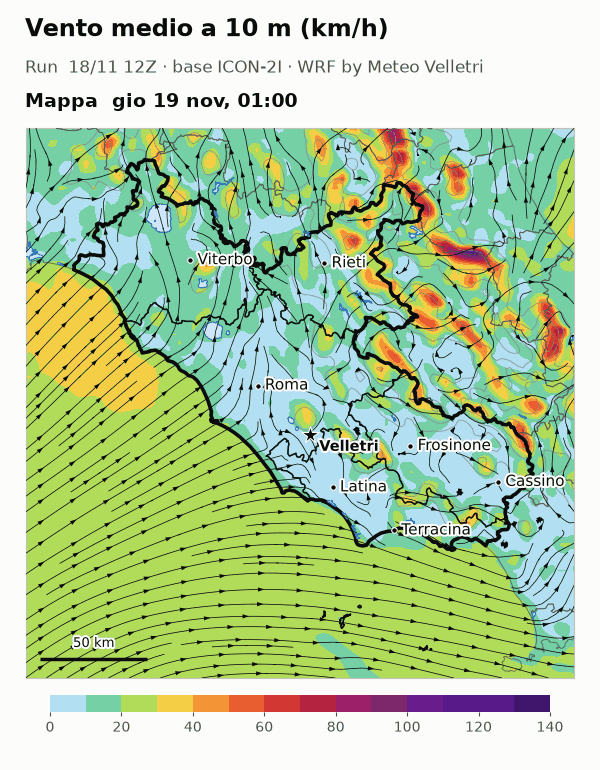 Vento medio a 10 m (km/h)
Run 18/11 12Z · base ICON-2I · WRF by Meteo Velletri
Mappa gio 19 nov, 01:00
Viterbo
Rieti
Roma
Velletri
Frosinone
Latina
Cassino
Terracina
50 km
0 20 40 60 80 100 120 140